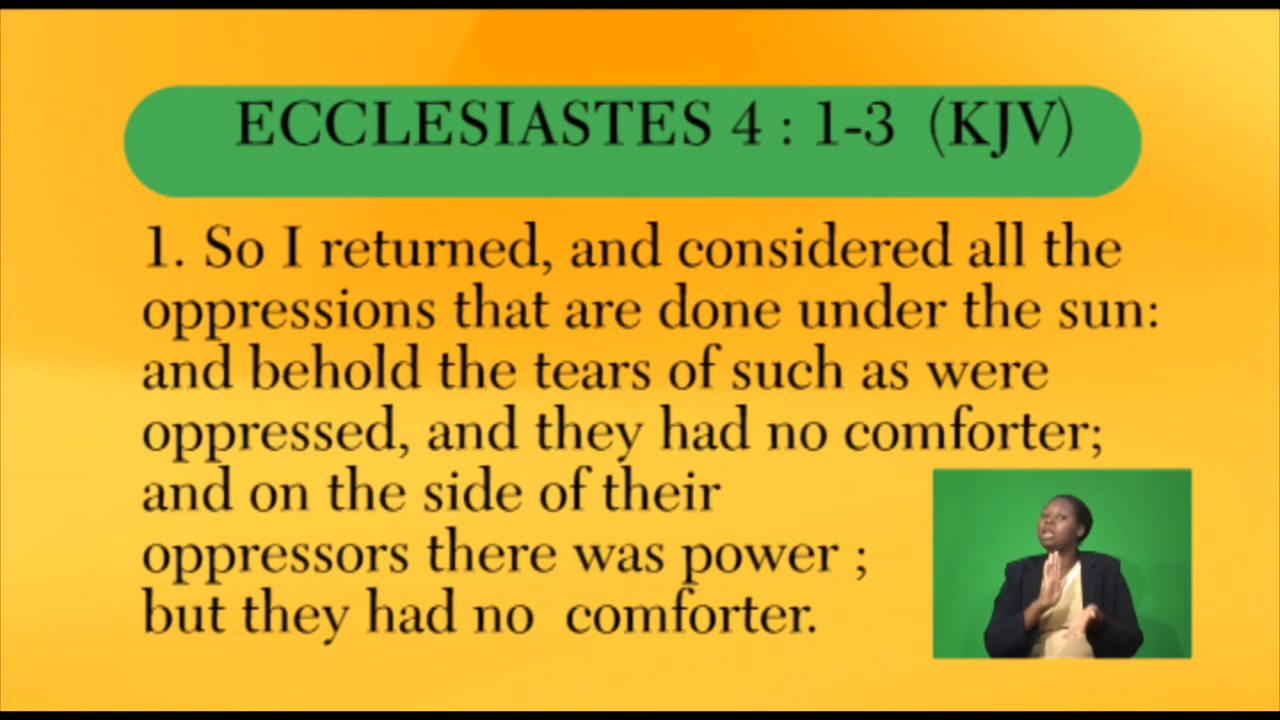 ECCLESIASTES 4 : 1-3 (KJV)
1. So I returned, and considered all the
oppressions that are done under the sun:
and behold the tears of such as were
oppressed, and they had no comforter;
and on the side of their
oppressors there was power ;
but they had no comforter.